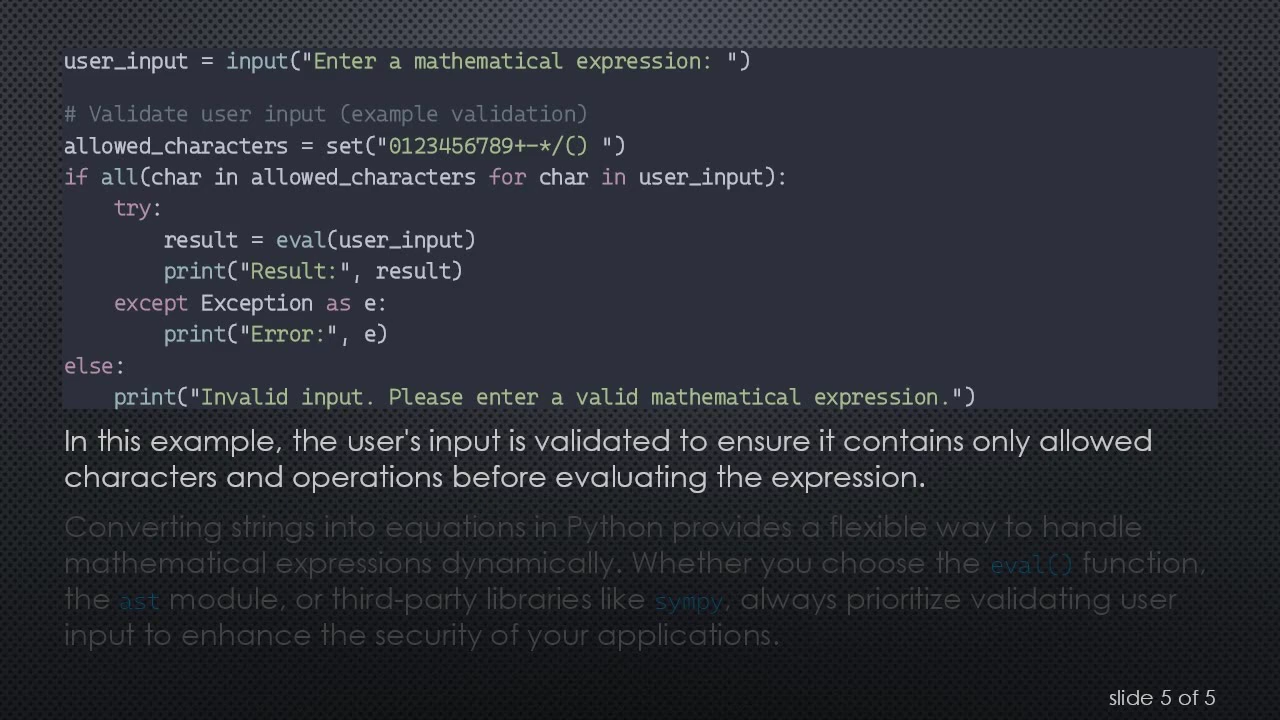 user_input = input("Enter a mathematical expression: ")
# Validate user input (example validation)
allowed_characters = set("0123456789+-*/() ")
if all(char in allowed_characters for char in user_input):
    try:
        result = eval(user_input)
        print("Result:", result)
    except Exception as e:
        print("Error:", e)
else:
    print("Invalid input. Please enter a valid mathematical expression.")
In this example, the user's input is validated to ensure it contains only allowed
characters and operations before evaluating the expression.
Converting strings into equations in Python provides a flexible way to handle
mathematical expressions dynamically. Whether you choose the eval() function,
the ast module, or third-party libraries like sympy, always prioritize validating user
input to enhance the security of your applications.
slide 5 of 5